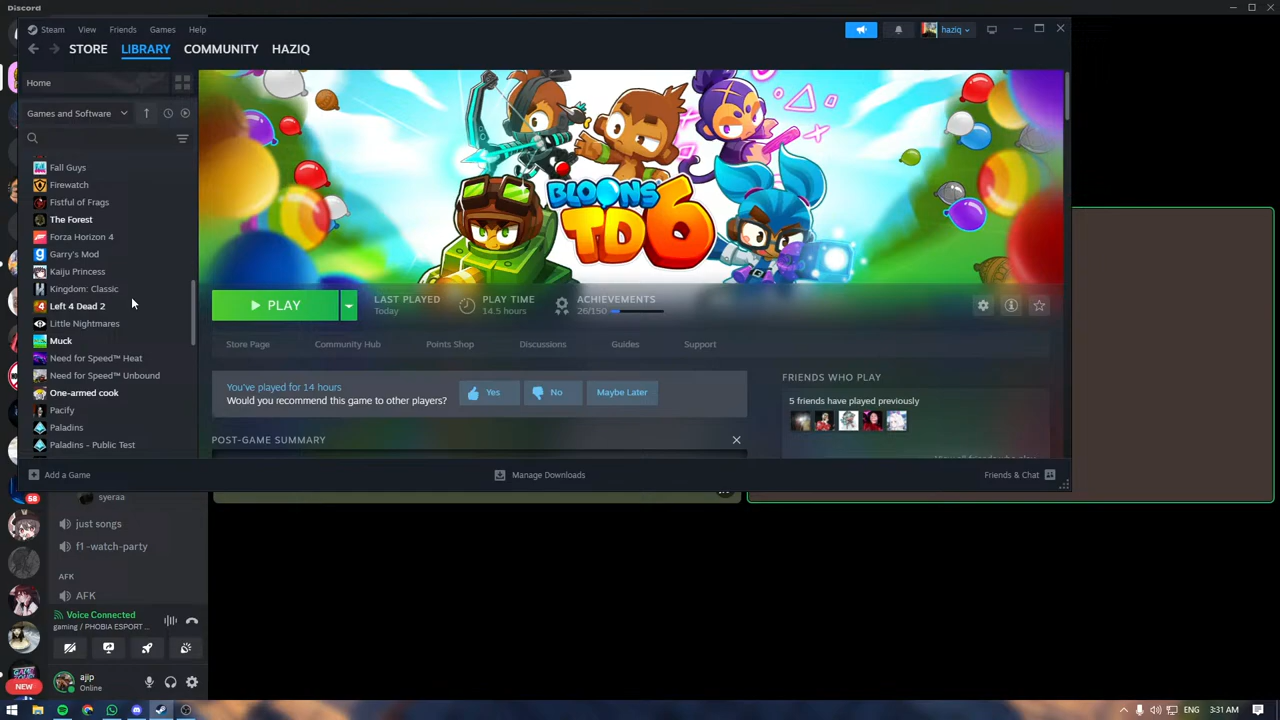 Discord
Steam View Friends Games Help
haziq
STORE LIBRARY COMMUNITY HAZIQ
Home
Games and Software
Fall Guys
Firewatch
Fistful of Frags
The Forest
Forza Horizon 4
Garry's Mod
Kaiju Princess
Kingdom: Classic
Left 4 Dead 2
Little Nightmares
Muck
Need for Speed™ Heat
Need for Speed™ Unbound
One-armed cook
Pacify
Paladins
Paladins - Public Test
BLOONS
TD6
PLAY
LAST PLAYED
Today
PLAY TIME
14.5 hours
ACHIEVEMENTS
26/150
Store Page Community Hub Points Shop Discussions Guides Support
You've played for 14 hours
Would you recommend this game to other players?
Yes
No
Maybe Later
FRIENDS WHO PLAY
5 friends have played previously
POST-GAME SUMMARY
Add a Game
Manage Downloads
Friends & Chat
58
syeraa
just songs
f1-watch-party
AFK
AFK
Voice Connected
gaming / PHOBIA ESPORT ...
ajip
Online
NEW
ENG
3:31 AM